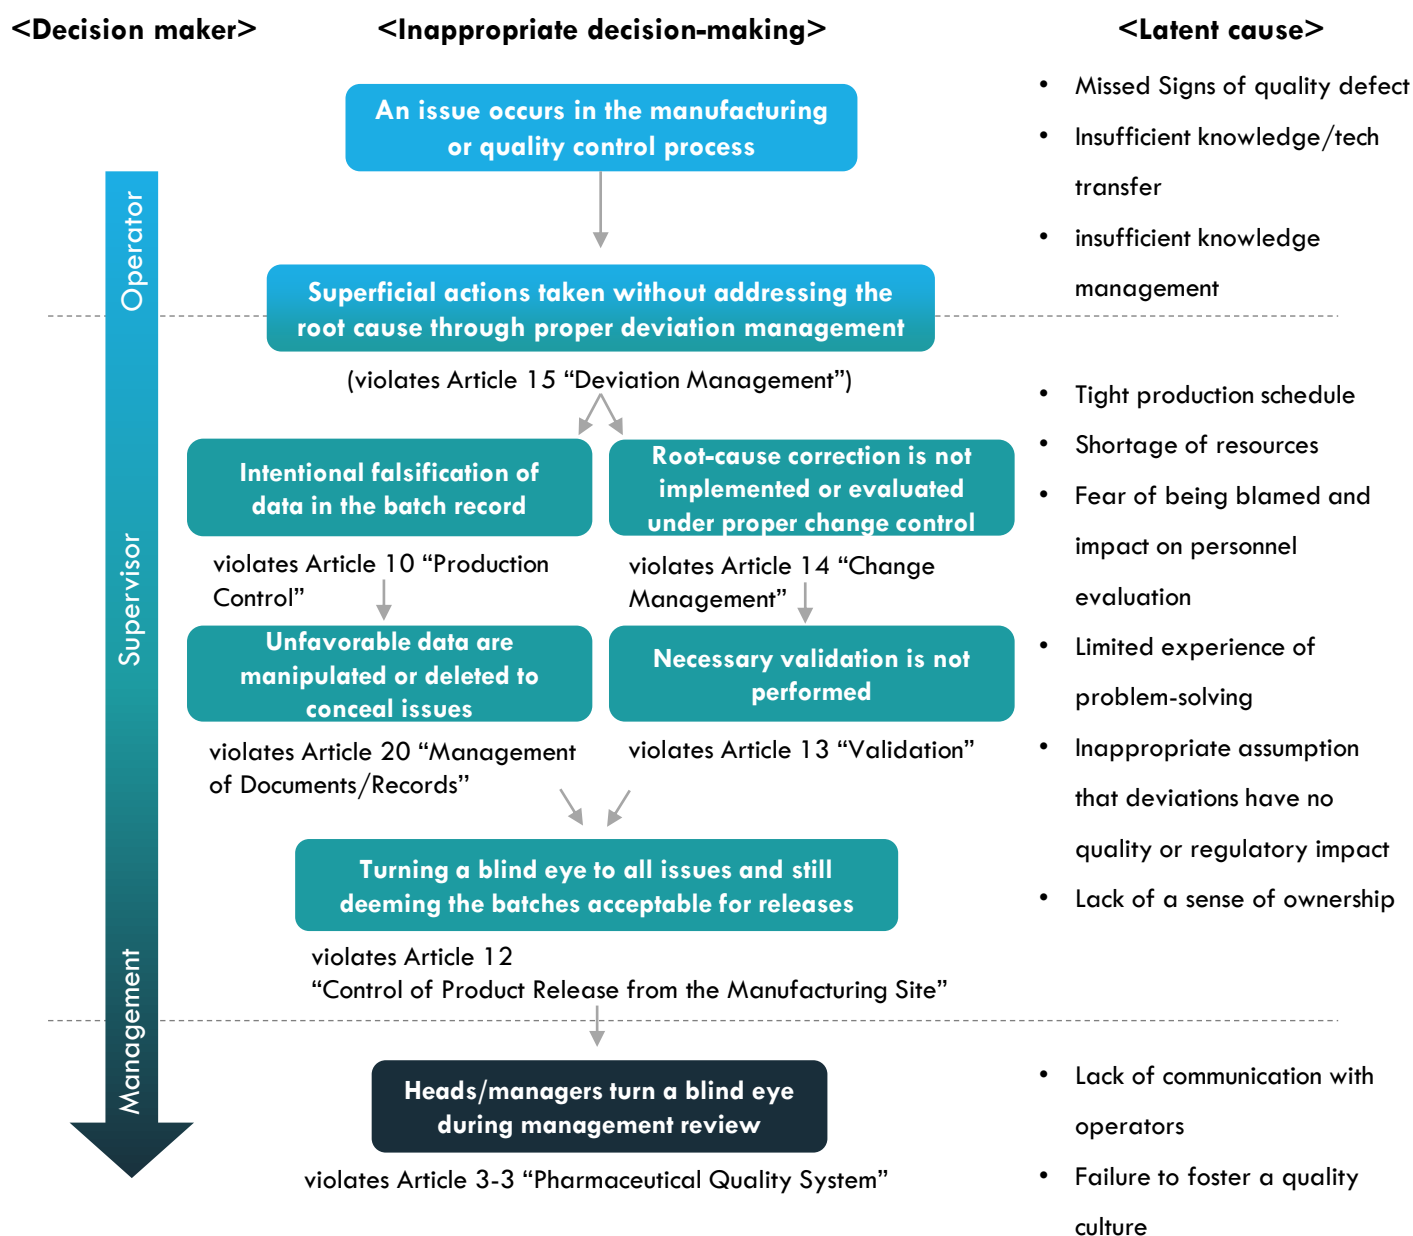 <Decision maker>
<Inappropriate decision-making>
<Latent cause>
An issue occurs in the manufacturing
or quality control process
Superficial actions taken without addressing the
root cause through proper deviation management
(violates Article 15 “Deviation Management”)
Intentional falsification of
data in the batch record
violates Article 10 “Production
Control”
Unfavorable data are
manipulated or deleted to
conceal issues
violates Article 20 “Management
of Documents/Records”
Root-cause correction is not
implemented or evaluated
under proper change control
violates Article 14 “Change
Management”
Necessary validation is not
performed
violates Article 13 “Validation”
Turning a blind eye to all issues and still
deeming the batches acceptable for releases
violates Article 12
“Control of Product Release from the Manufacturing Site”
Heads/managers turn a blind eye
during management review
violates Article 3-3 “Pharmaceutical Quality System”
Operator
Supervisor
Management
• Missed Signs of quality defect
• Insufficient knowledge/tech
transfer
• insufficient knowledge
management
• Tight production schedule
• Shortage of resources
• Fear of being blamed and
impact on personnel
evaluation
• Limited experience of
problem-solving
• Inappropriate assumption
that deviations have no
quality or regulatory impact
• Lack of a sense of ownership
• Lack of communication with
operators
• Failure to foster a quality
culture